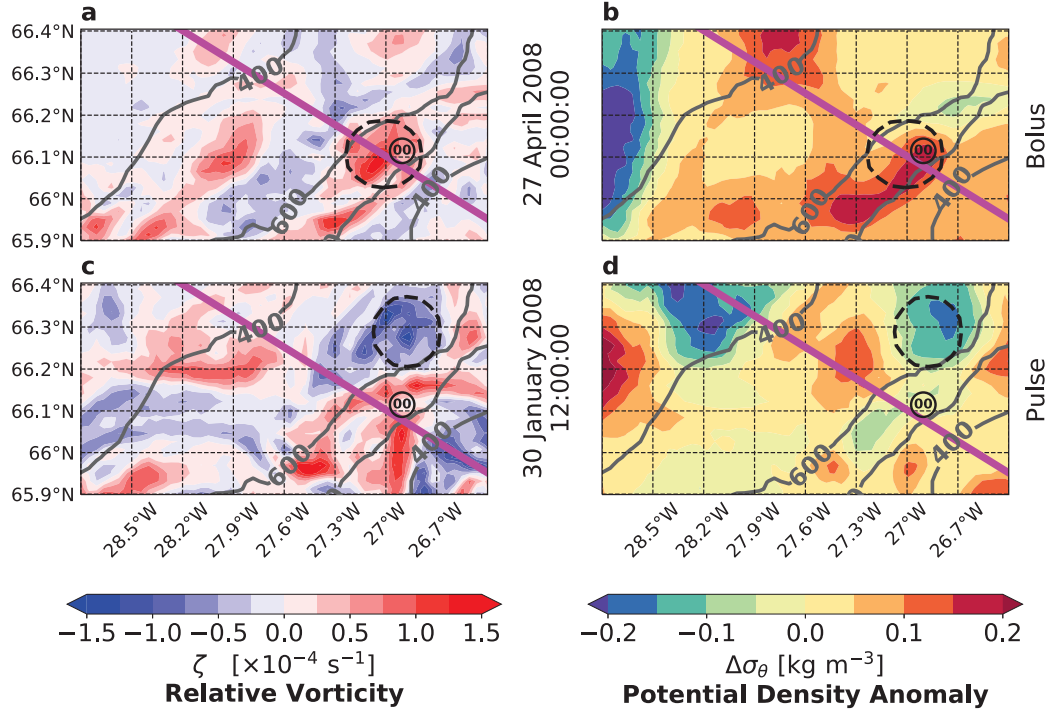 a
b
66.4°N
66.3°N
66.2°N
66.1°N
66°N
65.9°N
400
600
400
00
27 April 2008
00:00:00
400
600
400
00
Bolus
c
d
66.4°N
66.3°N
66.2°N
66.1°N
66°N
65.9°N
400
600
400
00
30 January 2008
12:00:00
400
600
400
00
Pulse
28.5°W
28.2°W
27.9°W
27.6°W
27.3°W
27°W
26.7°W
28.5°W
28.2°W
27.9°W
27.6°W
27.3°W
27°W
26.7°W
−1.5 −1.0 −0.5 0.0 0.5 1.0 1.5
ζ [×10⁻⁴ s⁻¹]
Relative Vorticity
−0.2 −0.1 0.0 0.1 0.2
Δσ_θ [kg m⁻³]
Potential Density Anomaly